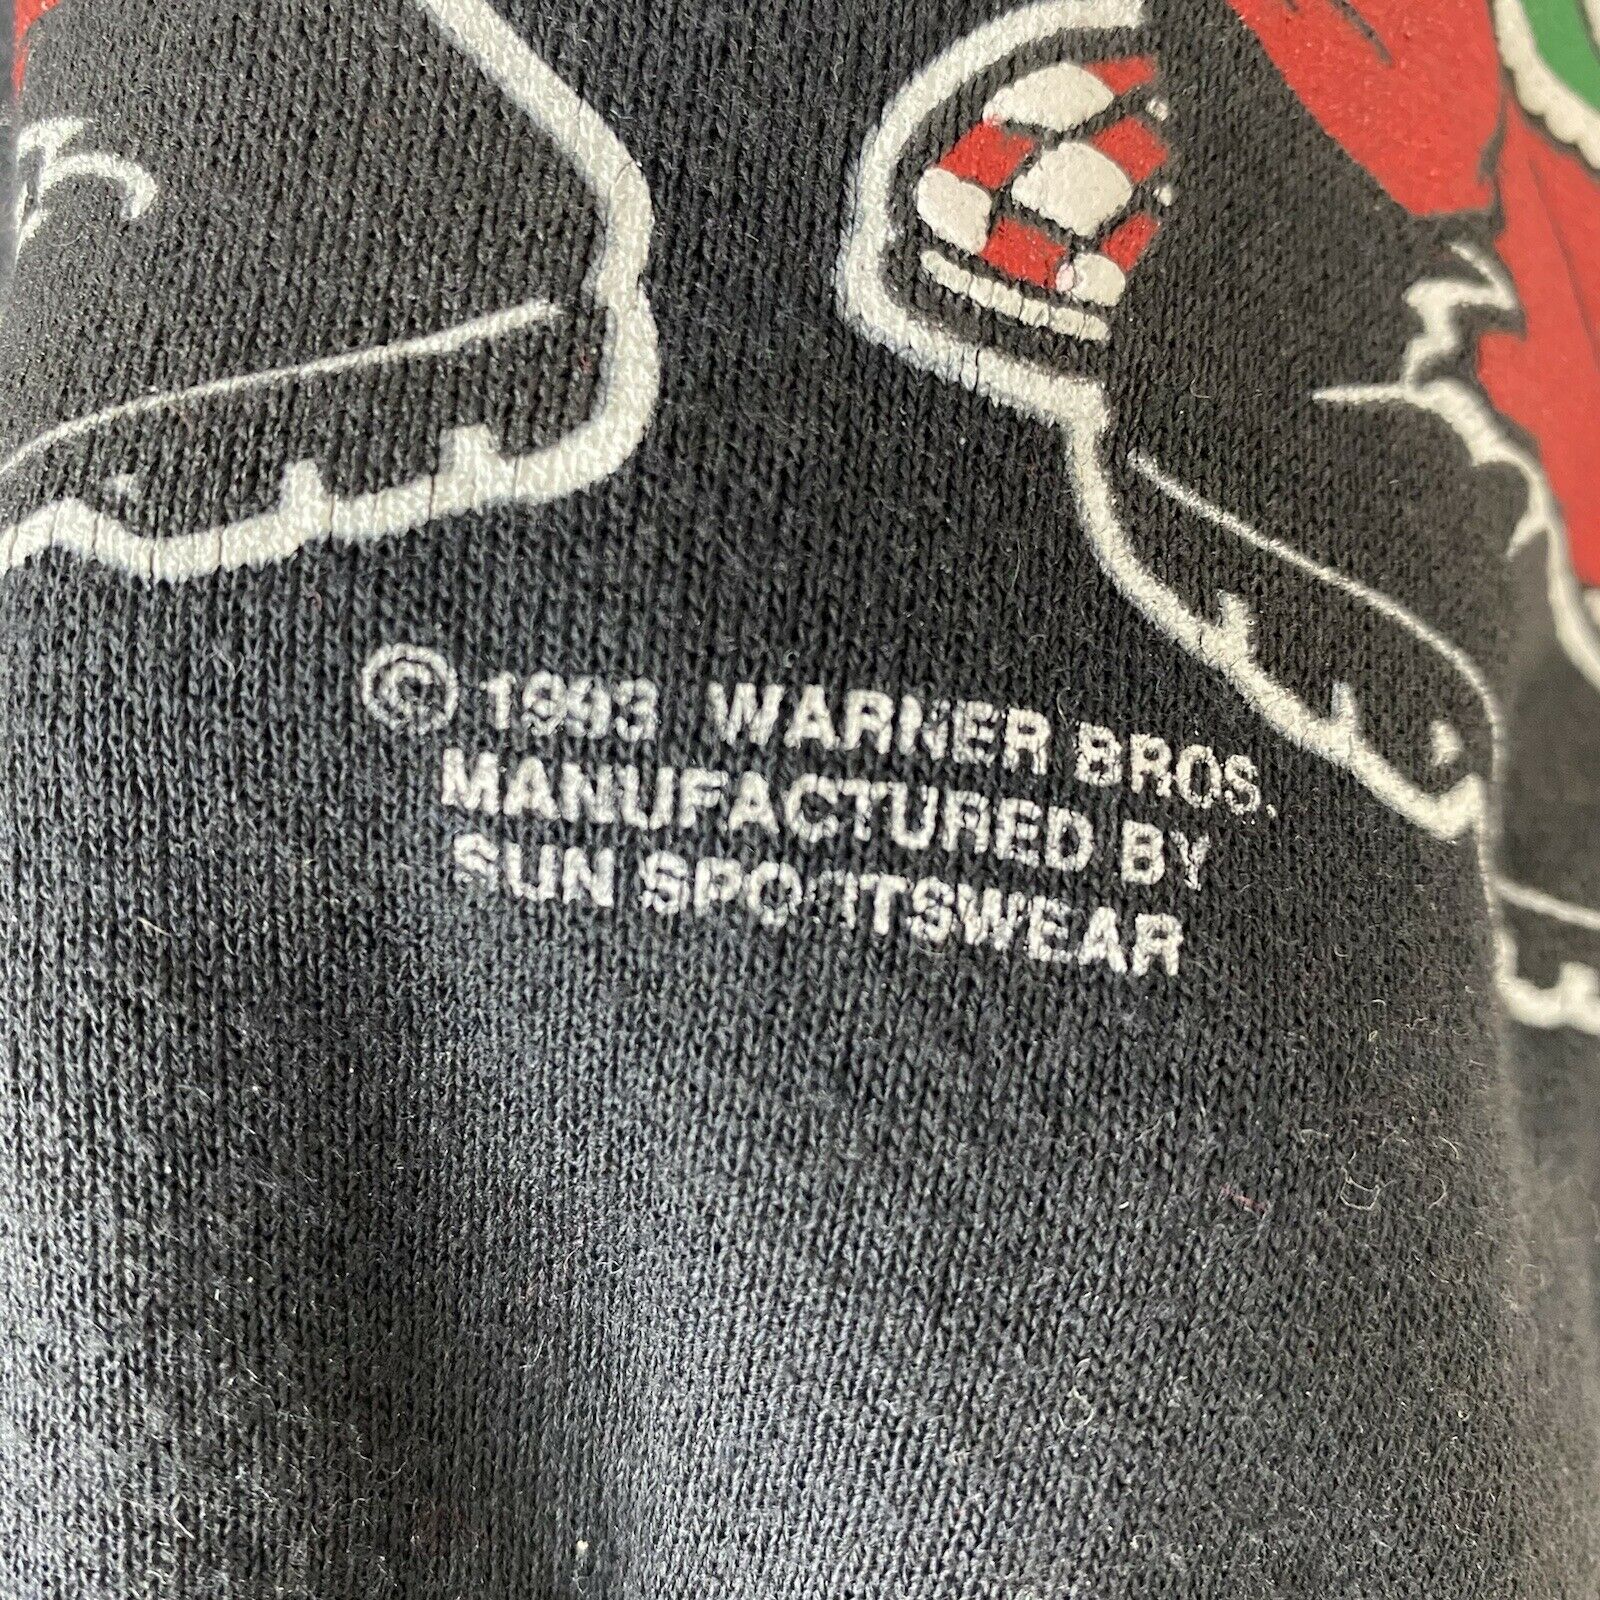 © 1993 WARNER BROS.
MANUFACTURED BY
SUN SPORTSWEAR